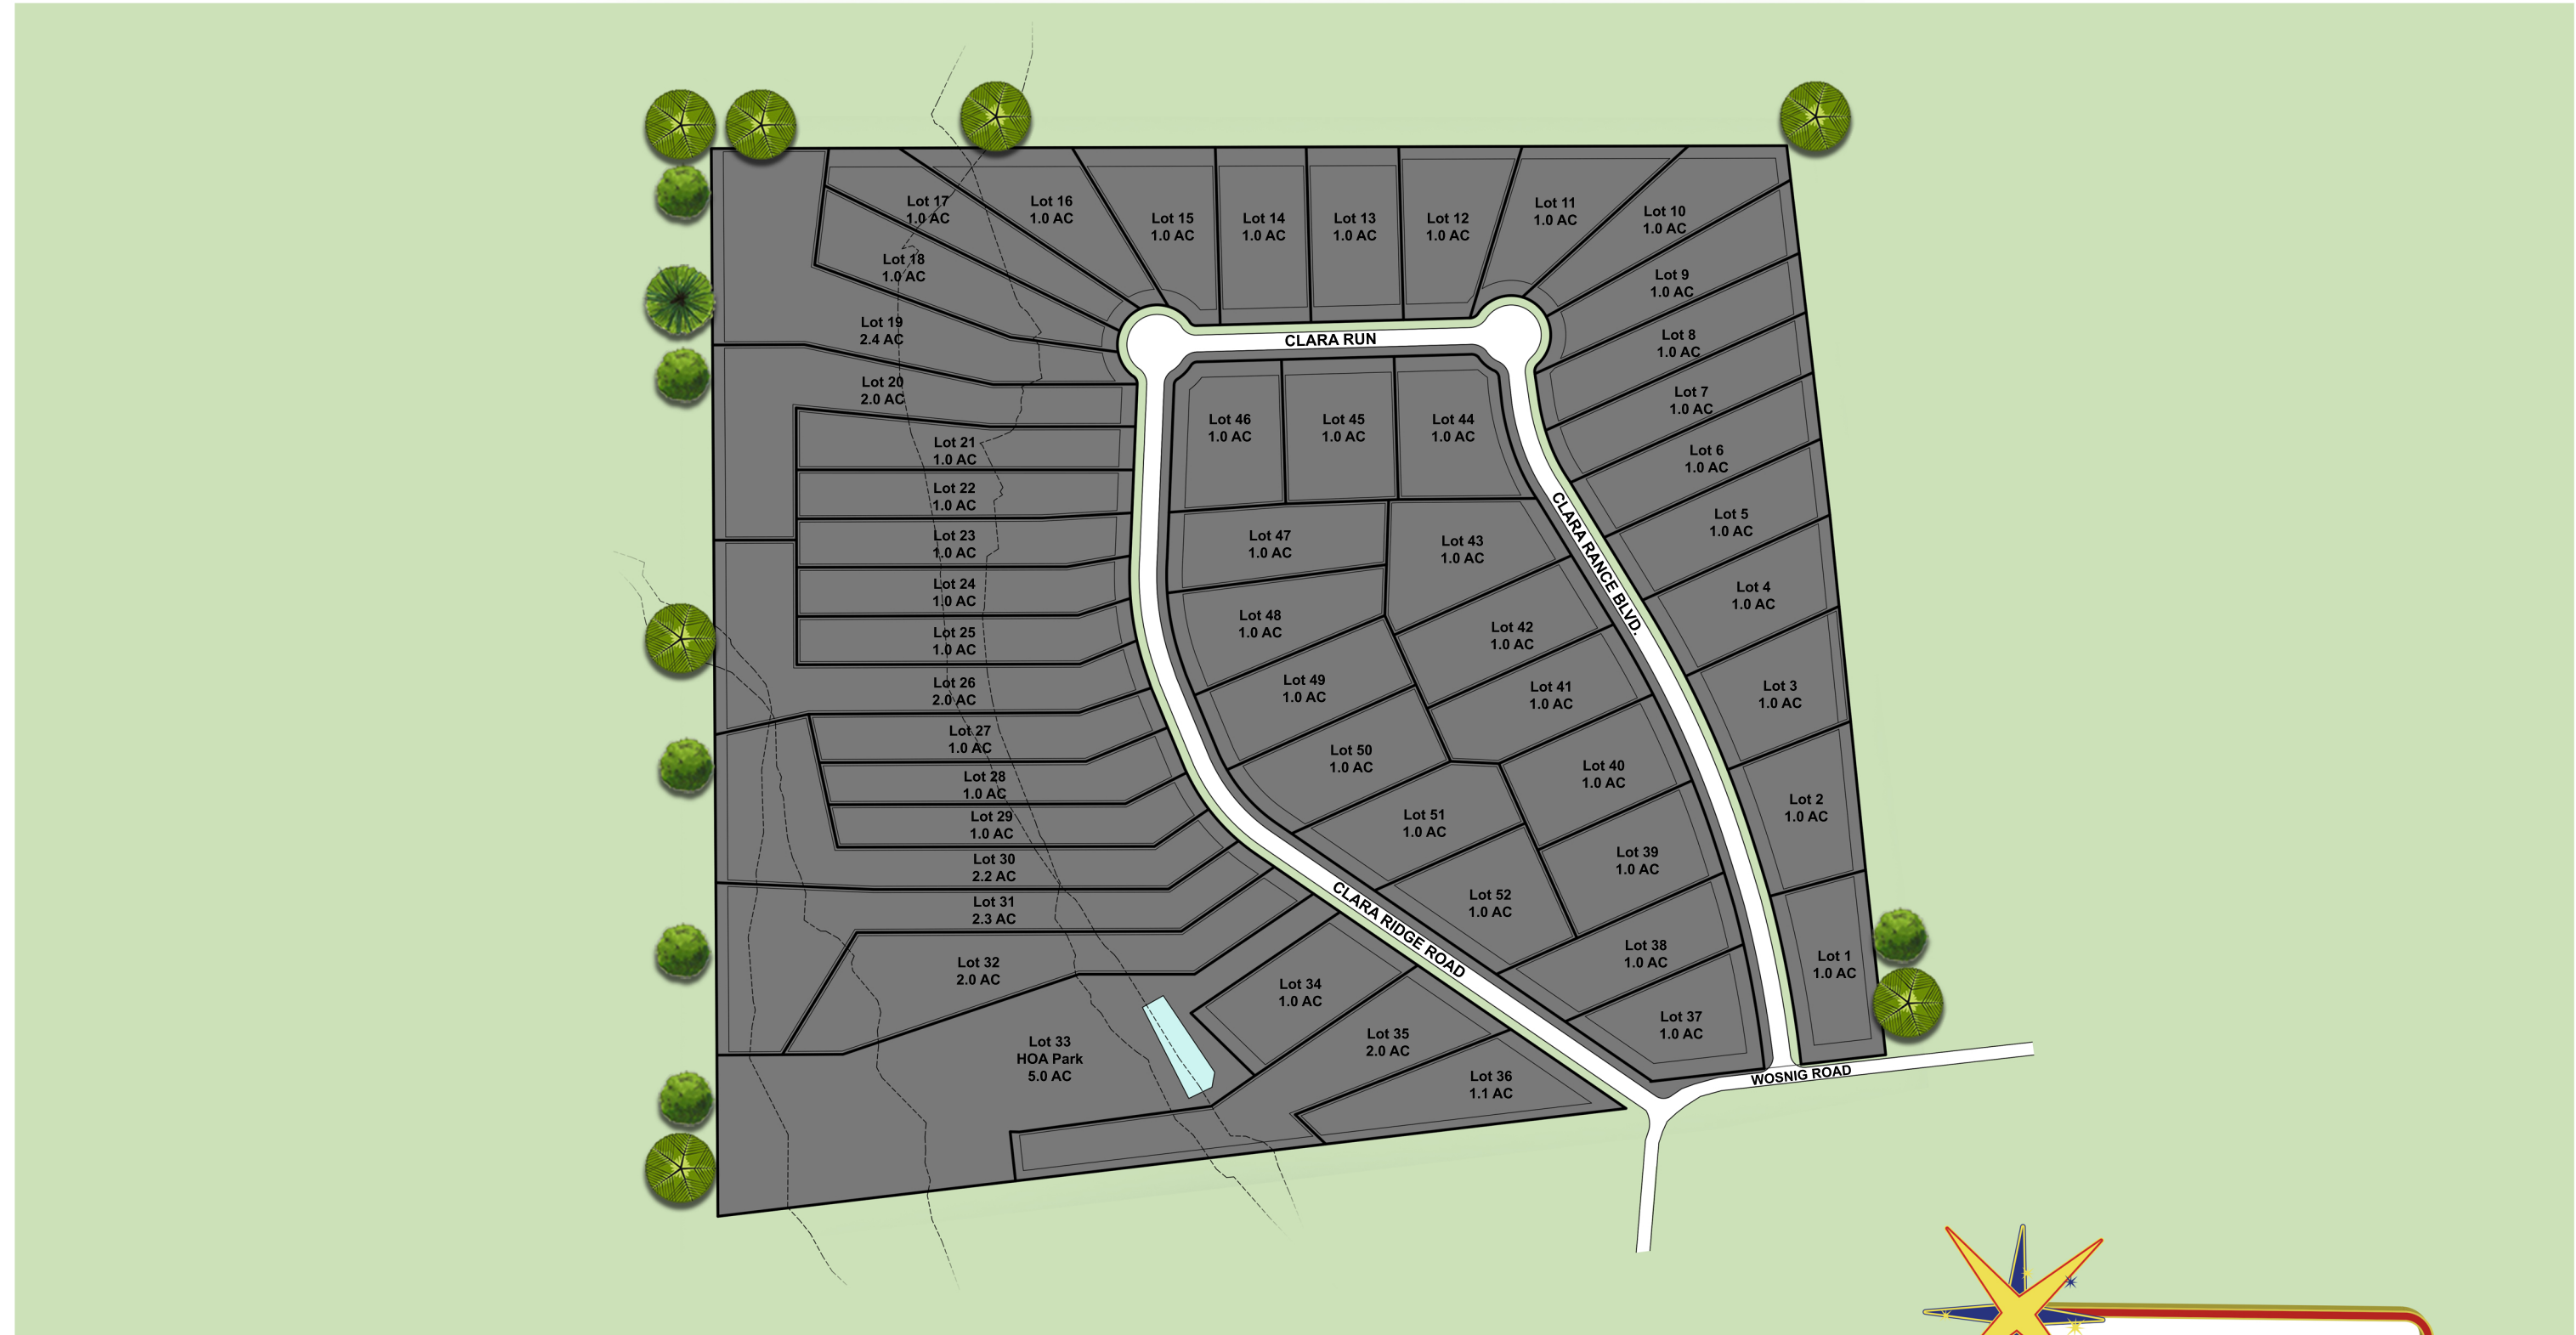 Lot 17
1.0 AC
Lot 16
1.0 AC
Lot 15
1.0 AC
Lot 14
1.0 AC
Lot 13
1.0 AC
Lot 12
1.0 AC
Lot 11
1.0 AC
Lot 10
1.0 AC
Lot 18
1.0 AC
Lot 9
1.0 AC
Lot 19
2.4 AC
CLARA RUN
Lot 8
1.0 AC
Lot 20
2.0 AC
Lot 7
1.0 AC
Lot 46
1.0 AC
Lot 45
1.0 AC
Lot 44
1.0 AC
Lot 21
1.0 AC
Lot 6
1.0 AC
Lot 22
1.0 AC
Lot 5
1.0 AC
Lot 23
1.0 AC
Lot 47
1.0 AC
Lot 43
1.0 AC
CLARA RANCE BLVD.
Lot 24
1.0 AC
Lot 4
1.0 AC
Lot 48
1.0 AC
Lot 42
1.0 AC
Lot 25
1.0 AC
Lot 26
2.0 AC
Lot 49
1.0 AC
Lot 41
1.0 AC
Lot 3
1.0 AC
Lot 27
1.0 AC
Lot 50
1.0 AC
Lot 40
1.0 AC
Lot 28
1.0 AC
Lot 2
1.0 AC
Lot 29
1.0 AC
Lot 51
1.0 AC
Lot 30
2.2 AC
Lot 39
1.0 AC
Lot 31
2.3 AC
Lot 52
1.0 AC
CLARA RIDGE ROAD
Lot 38
1.0 AC
Lot 1
1.0 AC
Lot 32
2.0 AC
Lot 34
1.0 AC
Lot 37
1.0 AC
Lot 33
HOA Park
5.0 AC
Lot 35
2.0 AC
WOSNIG ROAD
Lot 36
1.1 AC